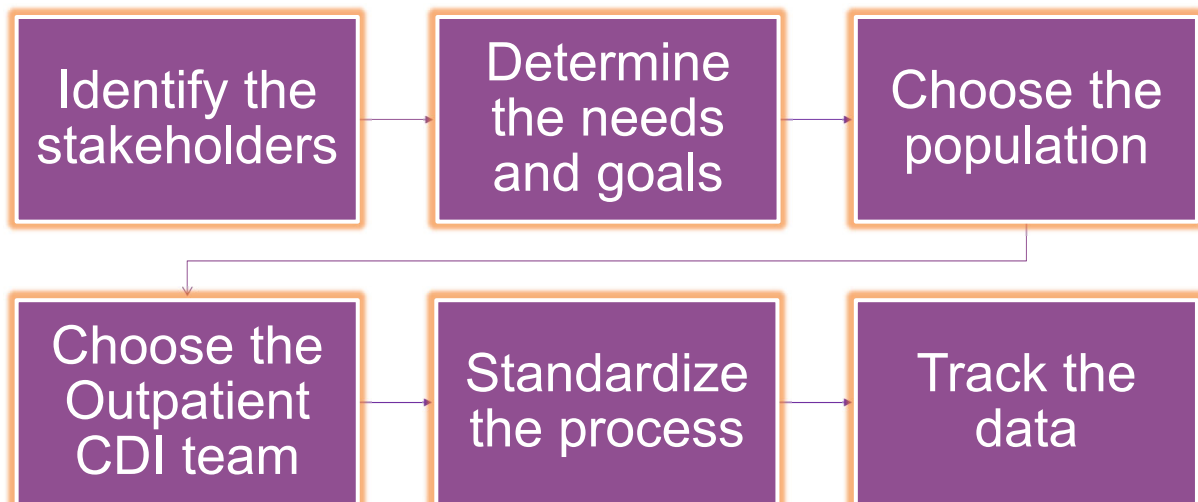 Identify the
stakeholders
Determine
the needs
and goals
Choose the
population
Choose the
Outpatient
CDI team
Standardize
the process
Track the
data